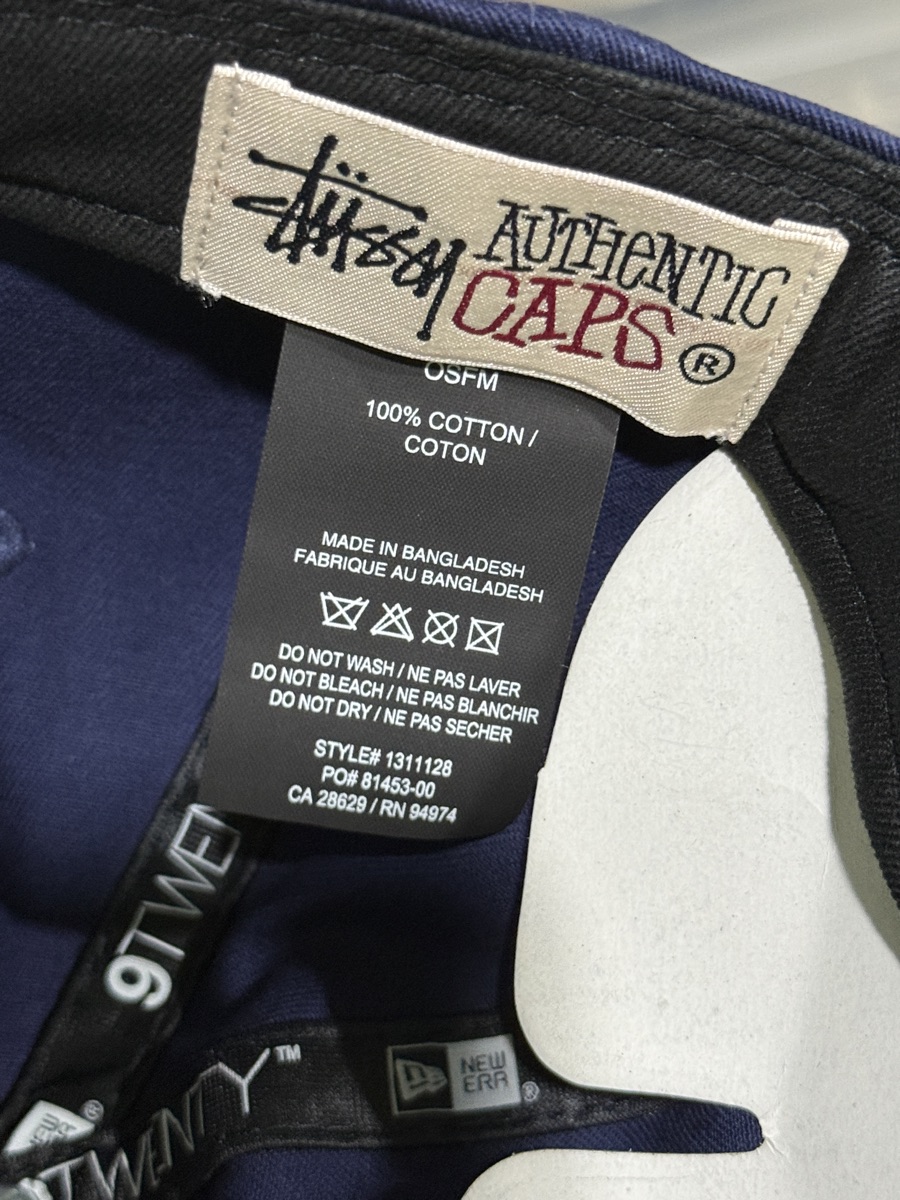 Stüssy AUTHENTIC
CAPS ®
OSFM
100% COTTON /
COTON
MADE IN BANGLADESH
FABRIQUE AU BANGLADESH
DO NOT WASH / NE PAS LAVER
DO NOT BLEACH / NE PAS BLANCHIR
DO NOT DRY / NE PAS SECHER
STYLE# 1311128
PO# 81453-00
CA 28629 / RN 94974
9TWEN
TWENTY™
NEW
ERR®